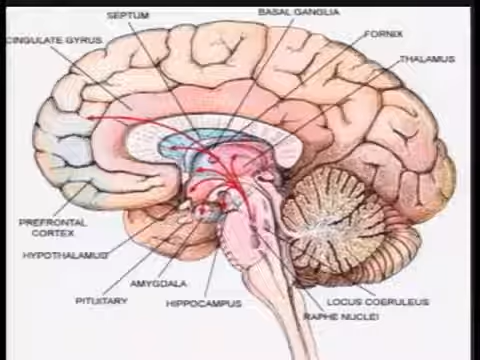 SEPTUM
BASAL GANGLIA
CINGULATE GYRUS
FORNIX
THALAMUS
PREFRONTAL
CORTEX
HYPOTHALAMUS
AMYGDALA
PITUITARY
HIPPOCAMPUS
LOCUS COERULEUS
RAPHE NUCLEI